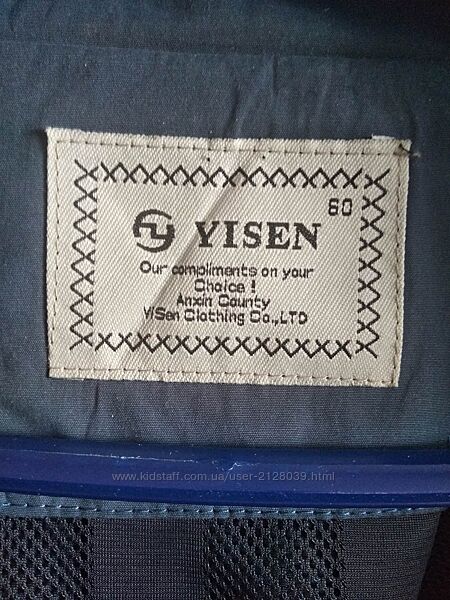 60
YISEN
Our compliments on your
Choice !
Anxin County
YiSen Clothing Co.,LTD
www.kidstaff.com.ua/user-2128039.html